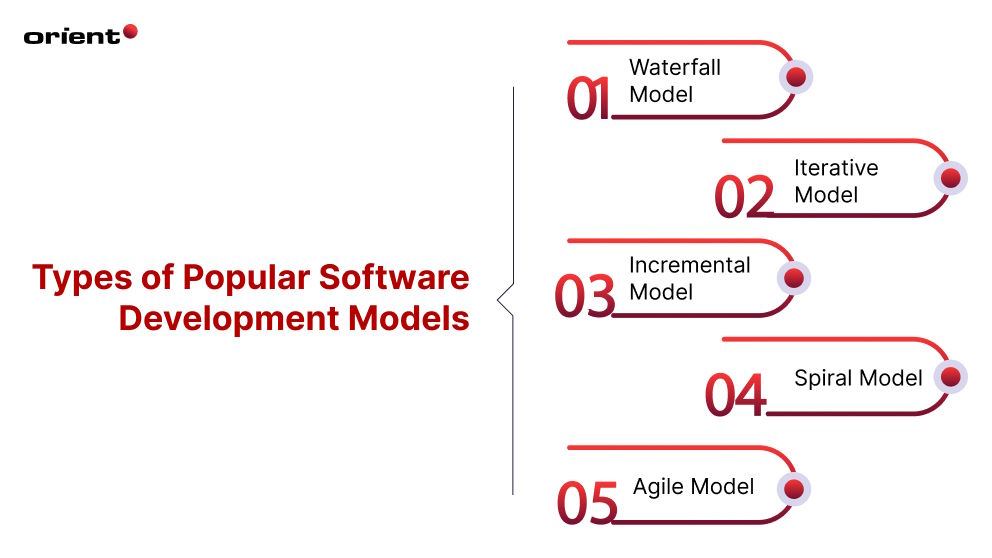 orient
Types of Popular Software
Development Models
01
Waterfall
Model
02
Iterative
Model
03
Incremental
Model
04
Spiral Model
05
Agile Model